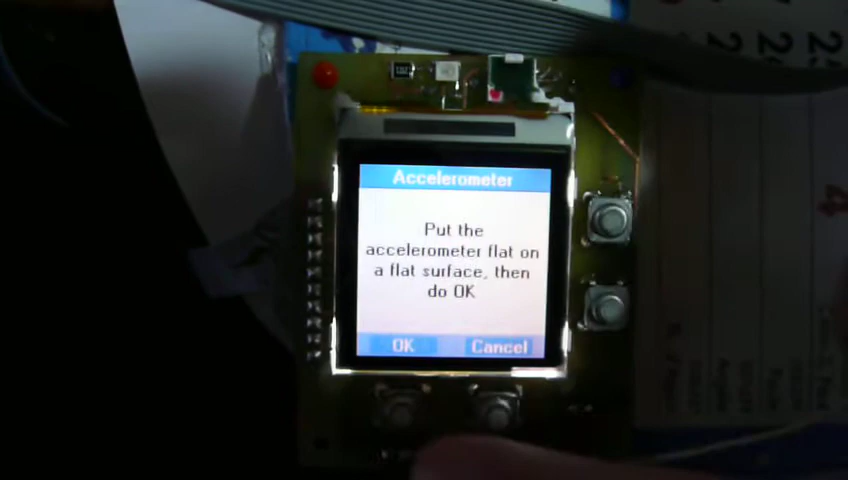 Accelerometer
Put the
accelerometer flat on
a flat surface, then
do OK
OK
Cancel